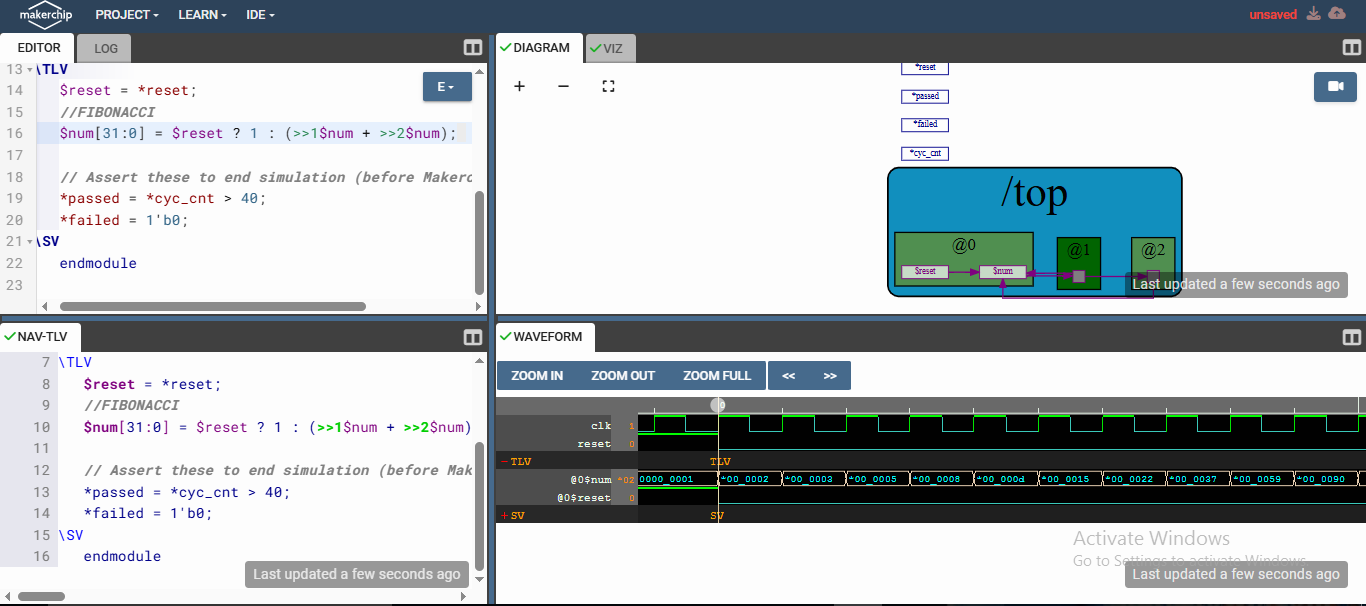 makerchip PROJECT LEARN IDE unsaved
EDITOR LOG
13 \TLV
14 $reset = *reset;
15 //FIBONACCI
16 $num[31:0] = $reset ? 1 : (>>1$num + >>2$num);
17
18 // Assert these to end simulation (before Makerc
19 *passed = *cyc_cnt > 40;
20 *failed = 1'b0;
21 \SV
22 endmodule
23
E
DIAGRAM VIZ
*reset
*passed
*failed
*cyc_cnt
/top
@0 @1 @2
$reset $num
Last updated a few seconds ago
NAV-TLV
7 \TLV
8 $reset = *reset;
9 //FIBONACCI
10 $num[31:0] = $reset ? 1 : (>>1$num + >>2$num)
11
12 // Assert these to end simulation (before Mak
13 *passed = *cyc_cnt > 40;
14 *failed = 1'b0;
15 \SV
16 endmodule
Last updated a few seconds ago
WAVEFORM
ZOOM IN ZOOM OUT ZOOM FULL << >>
0
clk 1
reset 0
- TLV TLV
@0$num *02 0000_0001 *00_0002 *00_0003 *00_0005 *00_0008 *00_000d *00_0015 *00_0022 *00_0037 *00_0059 *00_0090
@0$reset 0
+ SV SV
Activate Windows
Go to Settings to activate Windows.
Last updated a few seconds ago